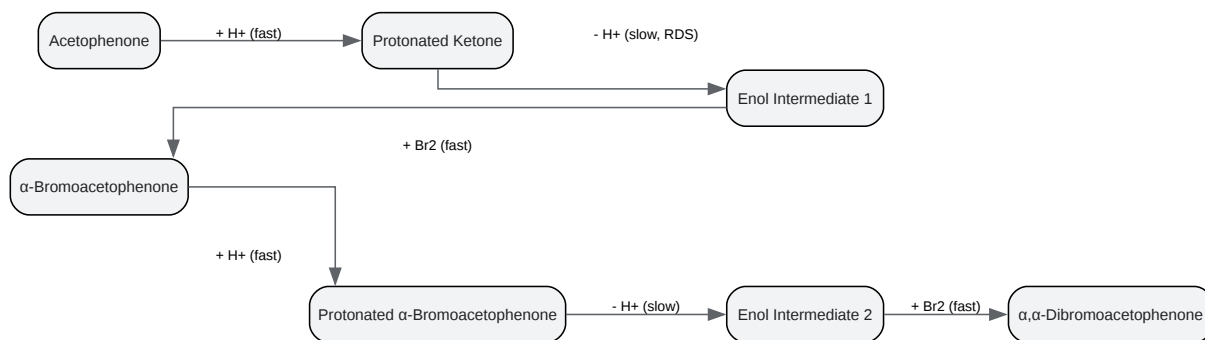 Acetophenone
+ H+ (fast)
Protonated Ketone
- H+ (slow, RDS)
Enol Intermediate 1
+ Br2 (fast)
α-Bromoacetophenone
+ H+ (fast)
Protonated α-Bromoacetophenone
- H+ (slow)
Enol Intermediate 2
+ Br2 (fast)
α,α-Dibromoacetophenone